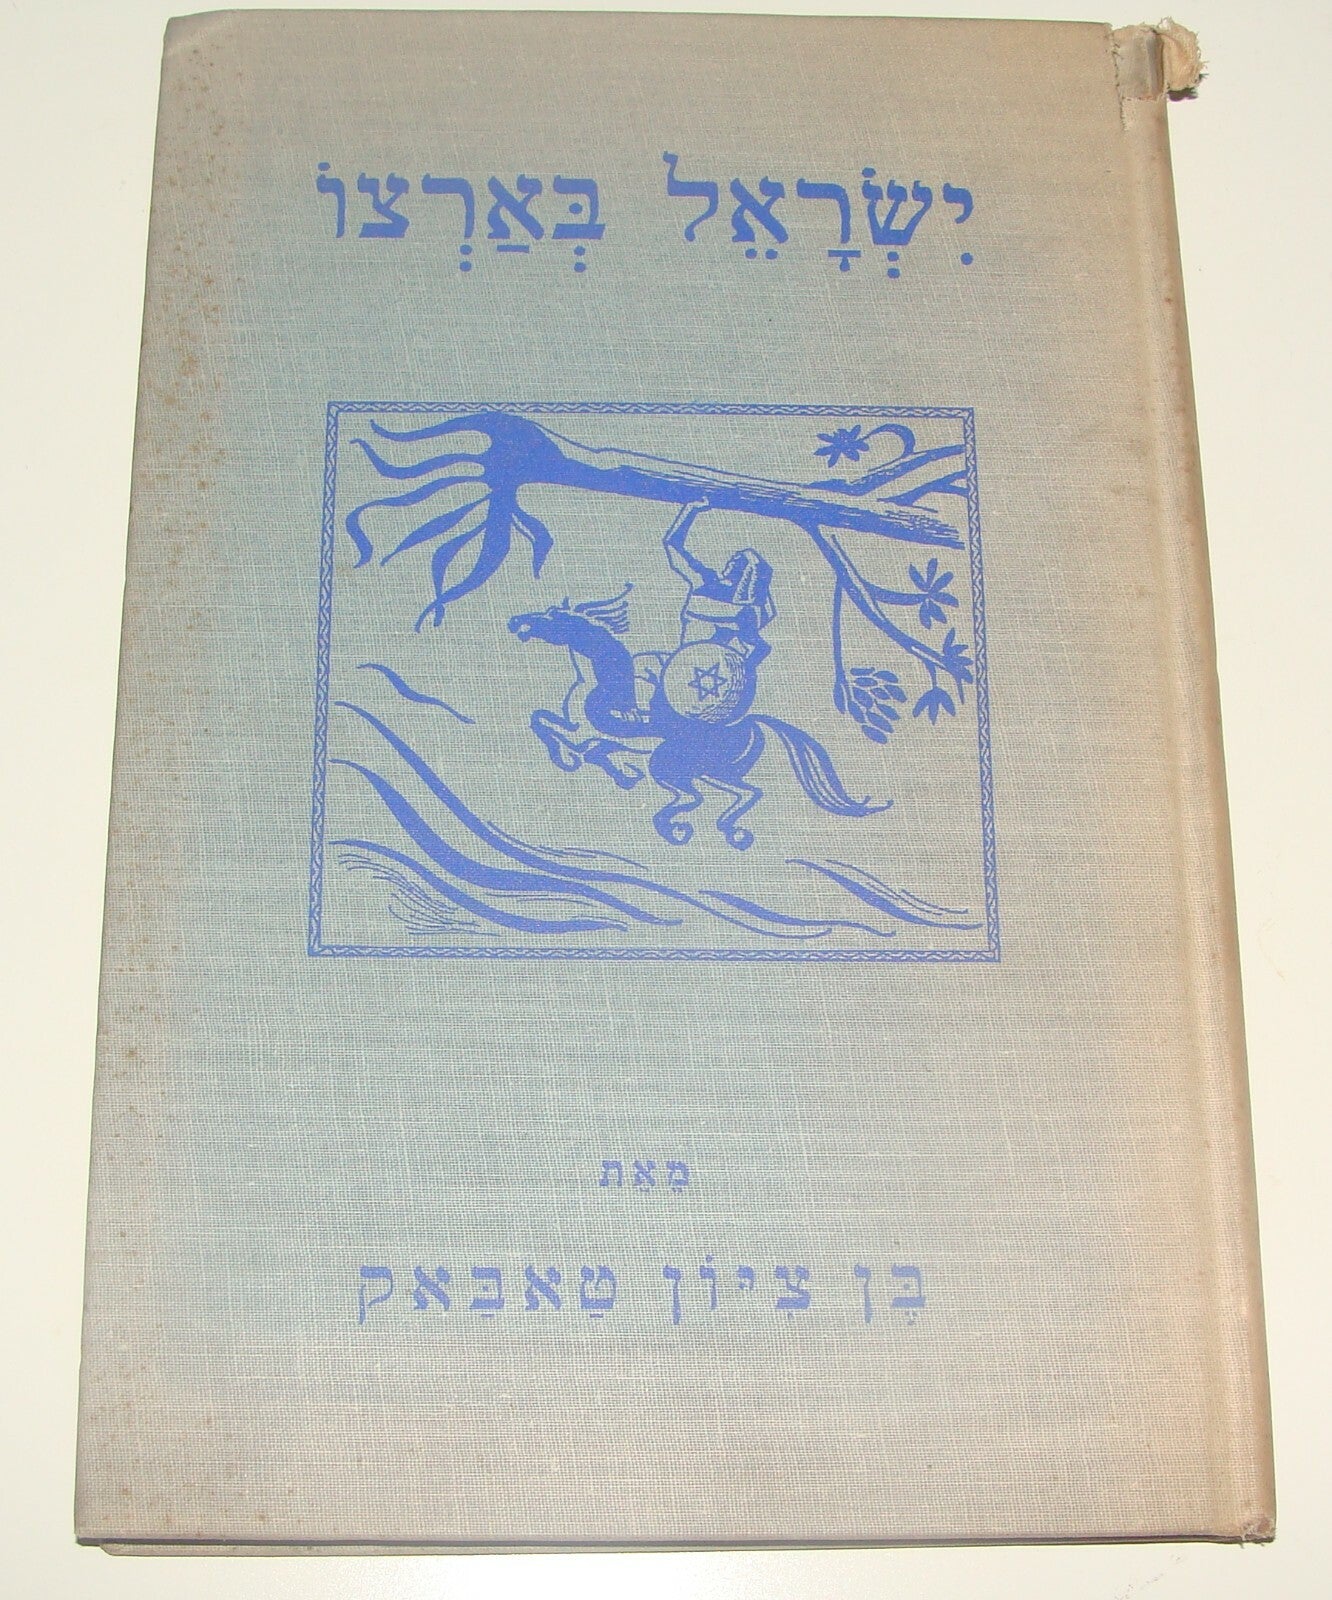 יִשְׂרָאֵל בְּאַרְצוֹ
מֵאֵת
בֶּן צִיּוֹן טַאבַּאק